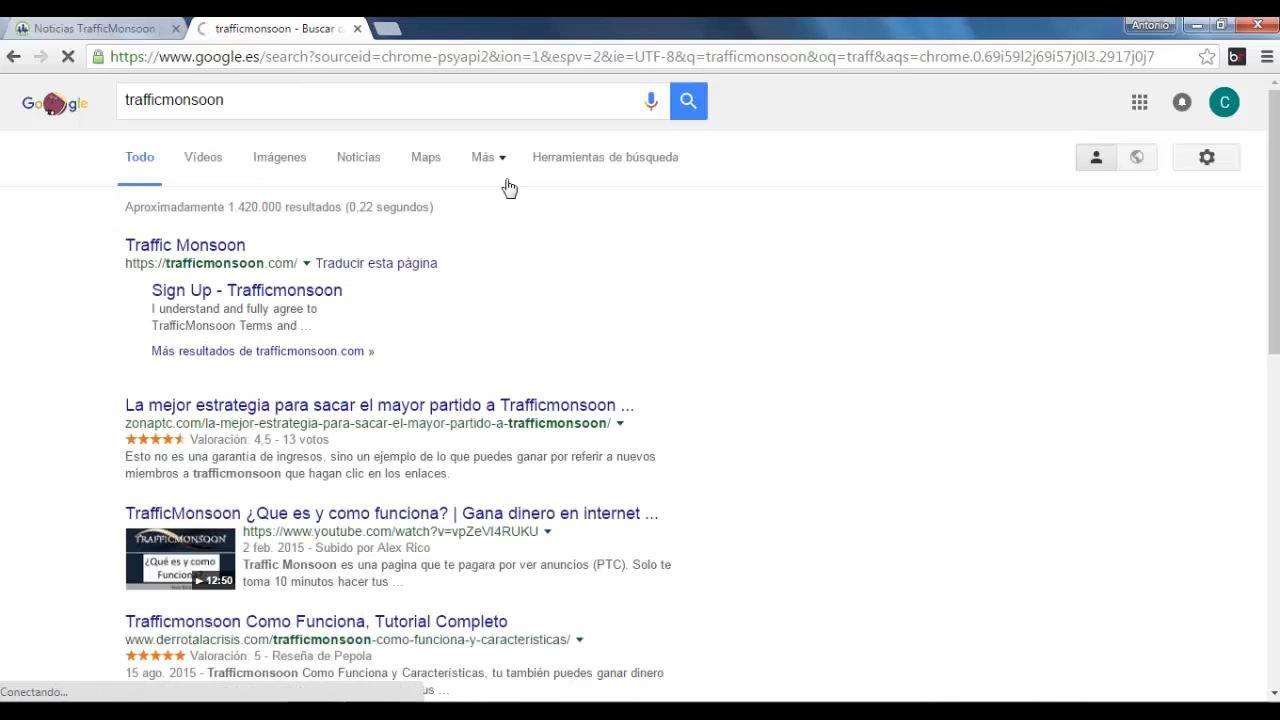 Noticias TrafficMonsoon
trafficmonsoon - Buscar c
Antonio
https://www.google.es/search?sourceid=chrome-psyapi2&ion=1&espv=2&ie=UTF-8&q=trafficmonsoon&oq=traff&aqs=chrome.0.69i59l2j69i57j0l3.2917j0j7
Google
trafficmonsoon
C
Todo Vídeos Imágenes Noticias Maps Más Herramientas de búsqueda
Aproximadamente 1.420.000 resultados (0,22 segundos)
Traffic Monsoon
https://trafficmonsoon.com/ Traducir esta página
Sign Up - Trafficmonsoon
I understand and fully agree to
TrafficMonsoon Terms and ...
Más resultados de trafficmonsoon.com »
La mejor estrategia para sacar el mayor partido a Trafficmonsoon ...
zonaptc.com/la-mejor-estrategia-para-sacar-el-mayor-partido-a-trafficmonsoon/
Valoración: 4,5 - 13 votos
Esto no es una garantía de ingresos, sino un ejemplo de lo que puedes ganar por referir a nuevos
miembros a trafficmonsoon que hagan clic en los enlaces.
TrafficMonsoon ¿Que es y como funciona? | Gana dinero en internet ...
TRAFFICMONSOON
¿Qué es y como
Funciona?
12:50
https://www.youtube.com/watch?v=vpZeVI4RUKU
2 feb. 2015 - Subido por Alex Rico
Traffic Monsoon es una pagina que te pagara por ver anuncios (PTC). Solo te
toma 10 minutos hacer tus ...
Trafficmonsoon Como Funciona, Tutorial Completo
www.derrotalacrisis.com/trafficmonsoon-como-funciona-y-caracteristicas/
Valoración: 5 - Reseña de Pepola
15 ago. 2015 - Trafficmonsoon Como Funciona y Características, tu también puedes ganar dinero
us ...
Conectando...